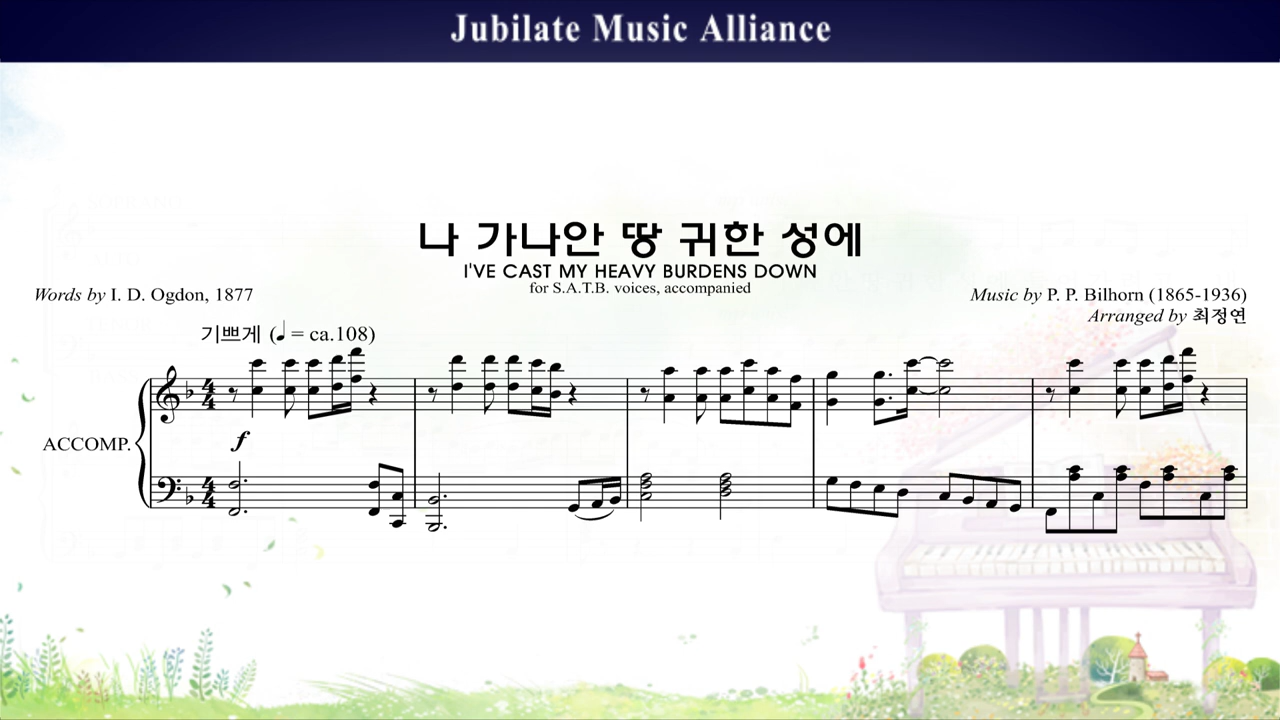 Jubilate Music Alliance
나 가나안 땅 귀한 성에
I'VE CAST MY HEAVY BURDENS DOWN
for S.A.T.B. voices, accompanied
Words by I. D. Ogdon, 1877
Music by P. P. Bilhorn (1865-1936)
Arranged by 최정연
기쁘게 (♩ = ca.108)
f
ACCOMP.